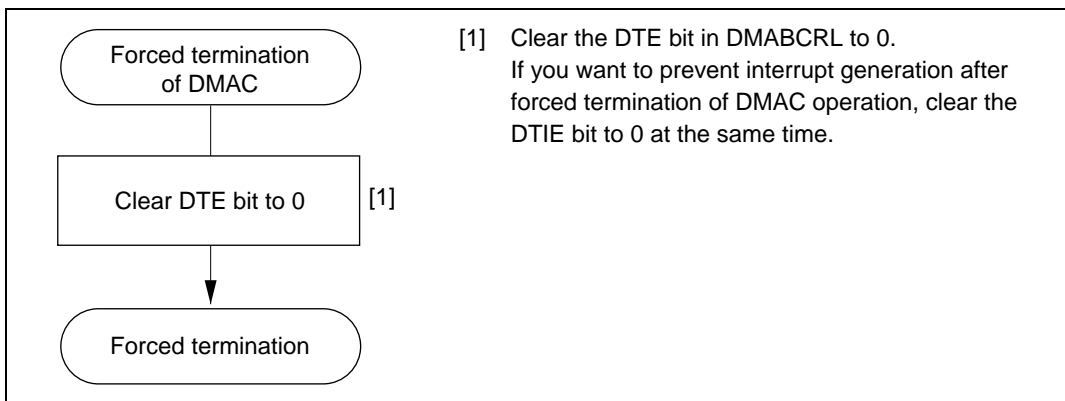 Forced termination
of DMAC
Clear DTE bit to 0
[1]
Forced termination
[1] Clear the DTE bit in DMABCRL to 0.
If you want to prevent interrupt generation after
forced termination of DMAC operation, clear the
DTIE bit to 0 at the same time.